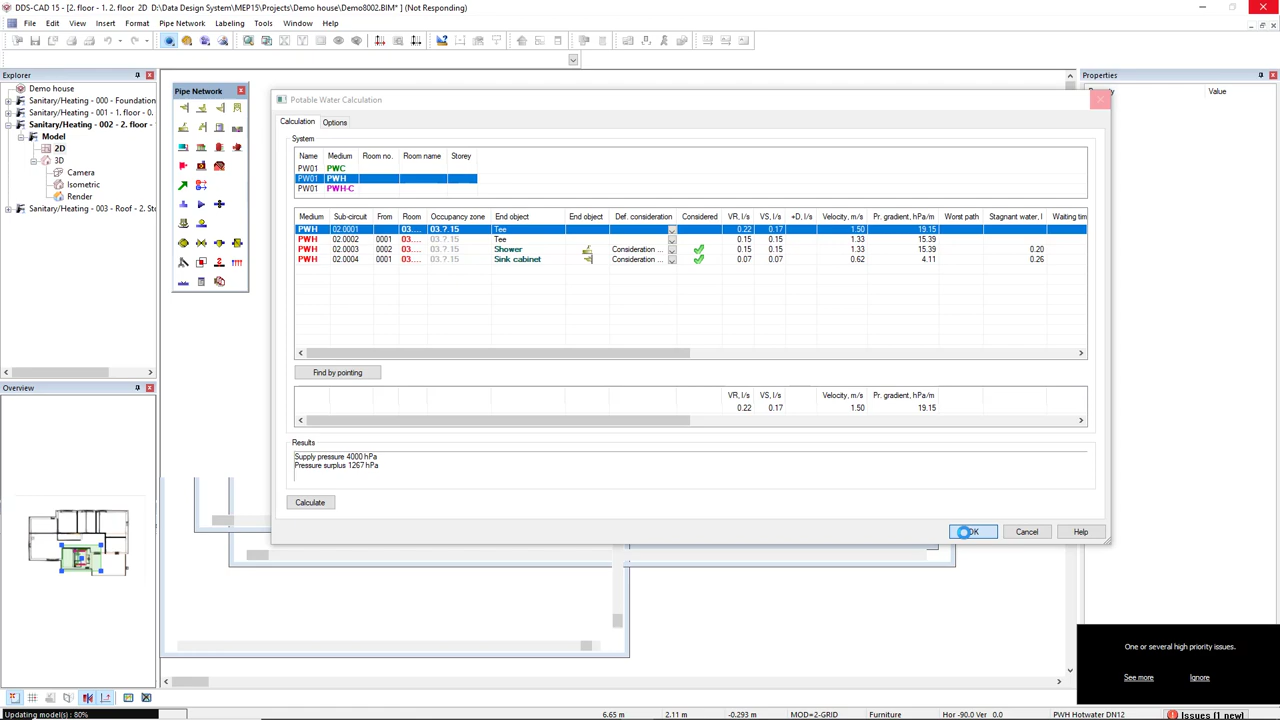 DDS-CAD 15 - [2. floor - 1. 2. floor 2D D:\Data Design System\MEP15\Projects\Demo house\Demo8002.BIM* ] (Not Responding)
File Edit View Insert Format Pipe Network Tools Labeling Window Help
Explorer
Demo house
Sanitary/Heating - 000 - Foundation
Sanitary/Heating - 001 - 1. floor - 0.
Sanitary/Heating - 002 - 2. floor -
Model
2D
3D
Camera
Isometric
Render
Sanitary/Heating - 003 - Roof - 2. Sto
Pipe Network
Potable Water Calculation
Calculation Options
System
Name Medium Room no. Room name Storey
PW01 PWC
PW01 PWH
PW01 PWH-C
Medium Sub-circuit From Room Occupancy zone End object End object Def. consideration Considered VR, l/s VS, l/s +D, l/s Velocity, m/s Pr. gradient, hPa/m Worst path Stagnant water, l Waiting time
PWH 02.0001 03.... 03.?.15 Tee 0.22 0.17 1.50 19.15
PWH 02.0002 0001 03.... 03.?.15 Tee 0.15 0.15 1.33 15.39
PWH 02.0003 0002 03.... 03.?.15 Shower Consideration ... 0.15 0.15 1.33 15.39 0.20
PWH 02.0004 0001 03.... 03.?.15 Sink cabinet Consideration ... 0.07 0.07 0.62 4.11 0.26
Find by pointing
VR, l/s VS, l/s Velocity, m/s Pr. gradient, hPa/m
0.22 0.17 1.50 19.15
Results
Supply pressure 4000 hPa
Pressure surplus 1267 hPa
Calculate
OK Cancel Help
Properties
Value
Overview
One or several high priority issues.
See more Ignore
Updating model(s) : 80% 6.65 m 2.11 m -0.293 m MOD=2-GRID Furniture Hor -90.0 Ver 0.0 PWH Hotwater DN12 Issues [1 new]